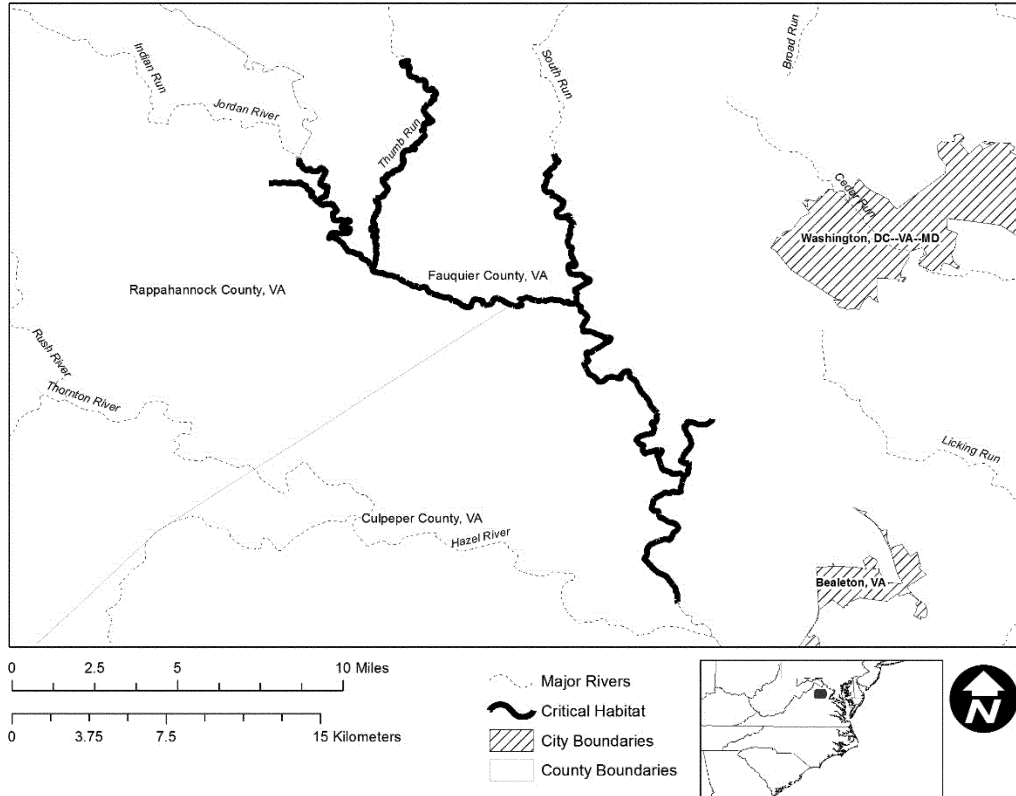 Broad Run
Indian Run
South Run
Jordan River
Thumb Run
Cedar Run
Washington, DC--VA--MD
Fauquier County, VA
Rappahannock County, VA
Rush River
Thornton River
Licking Run
Culpeper County, VA
Hazel River
Bealeton, VA
0 2.5 5 10 Miles
0 3.75 7.5 15 Kilometers
Major Rivers
Critical Habitat
City Boundaries
County Boundaries
N